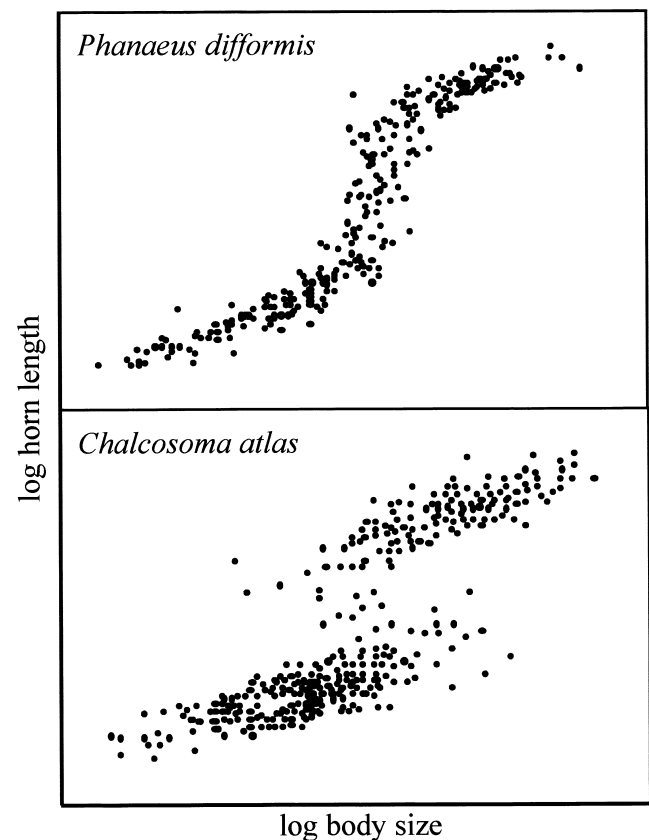 Phanaeus difformis
log horn length
Chalcosoma atlas
log body size